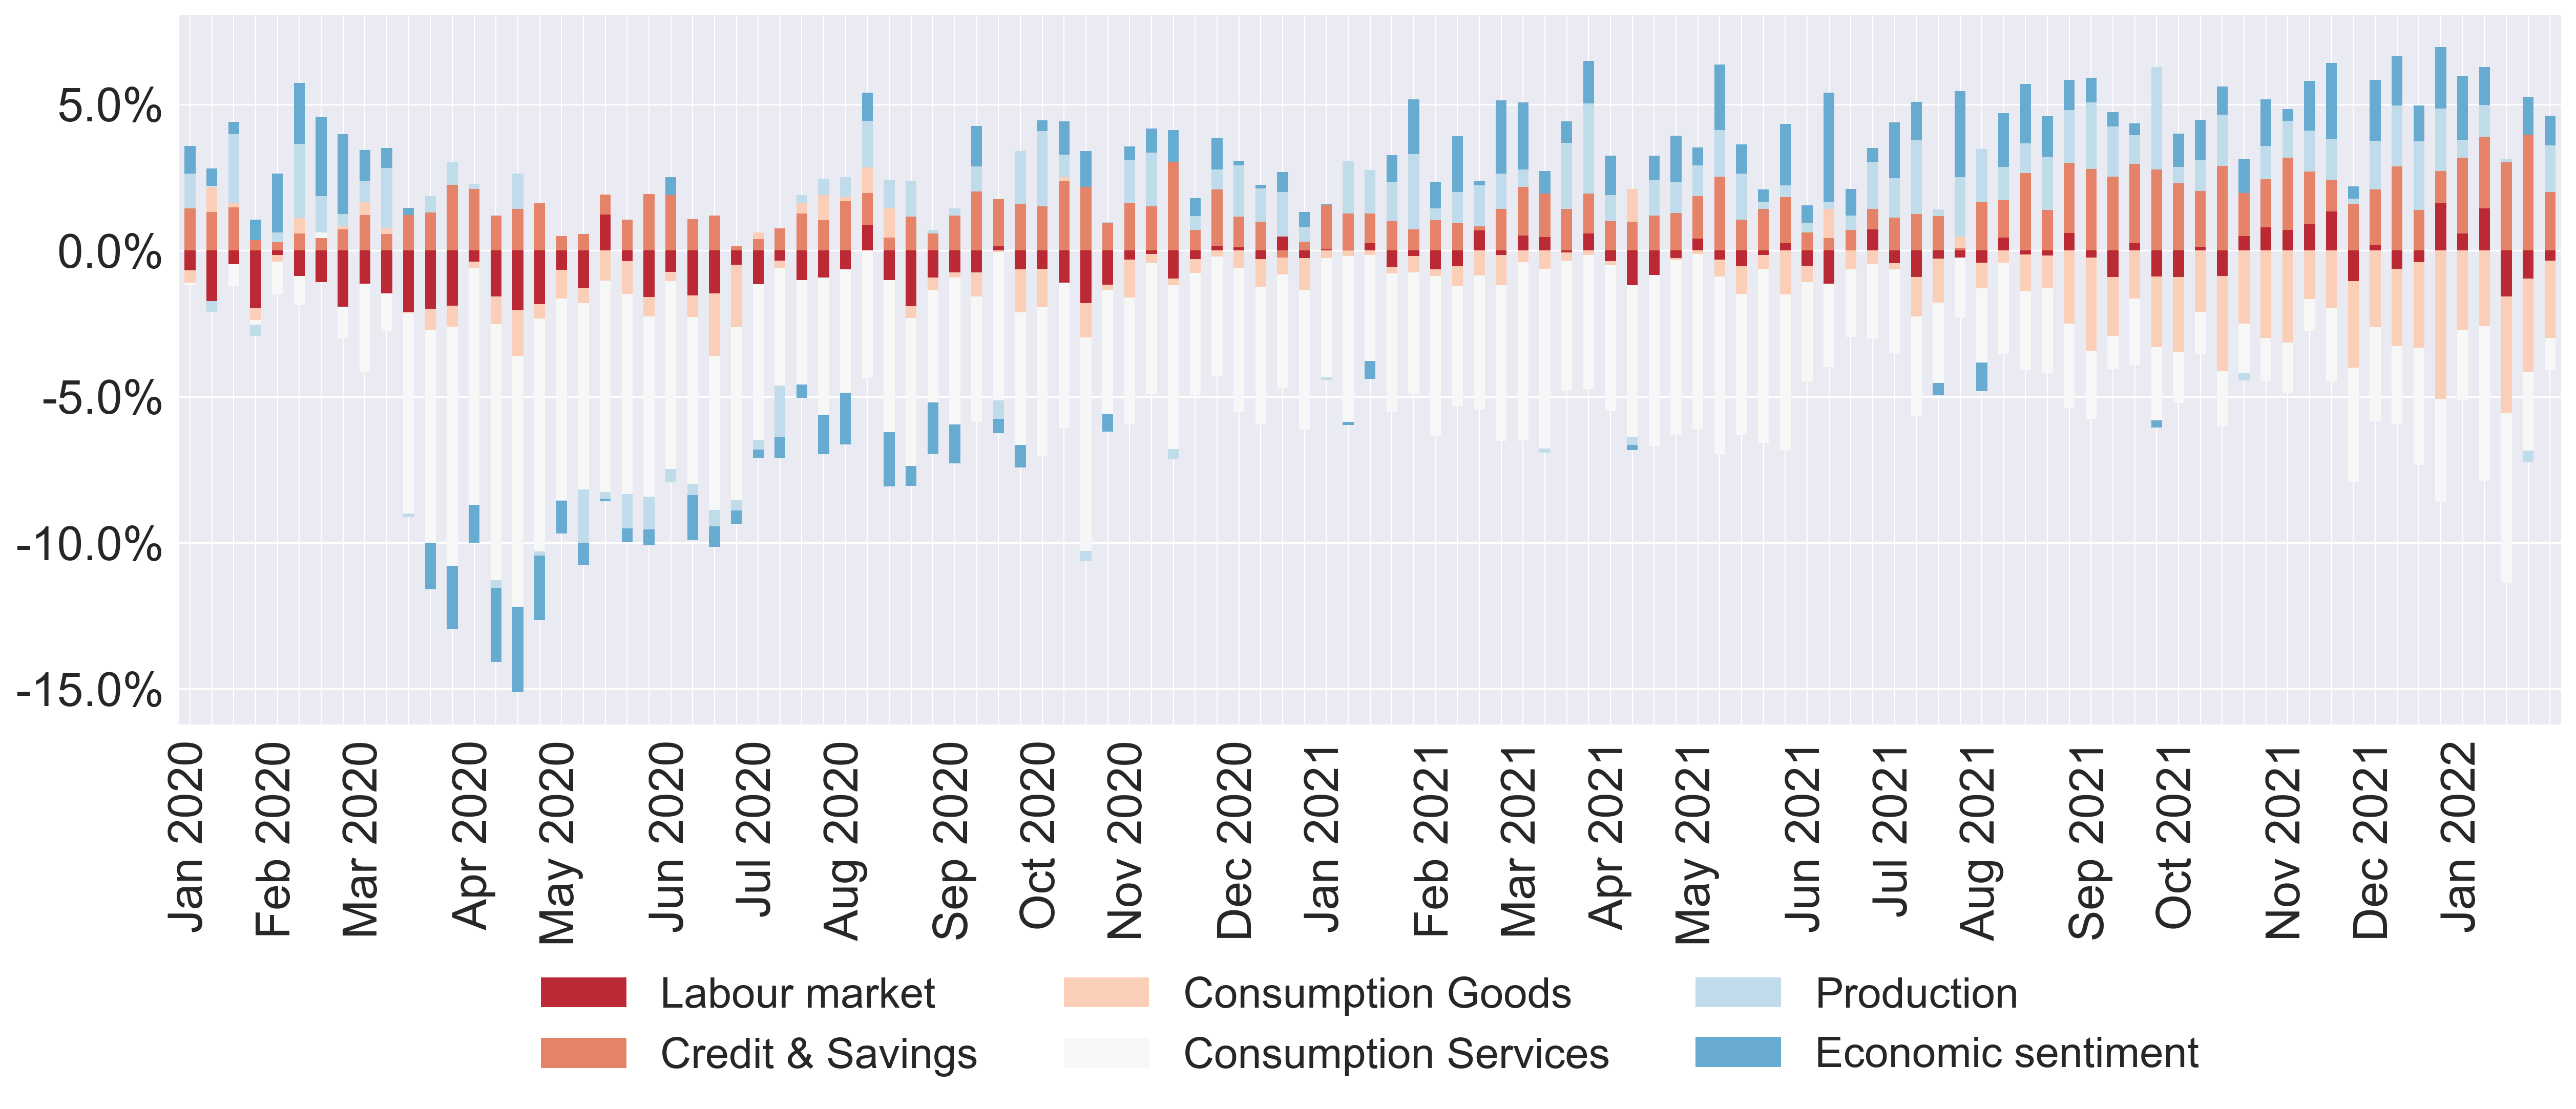 5.0%
0.0%
-5.0%
-10.0%
-15.0%
Jan 2020
Feb 2020
Mar 2020
Apr 2020
May 2020
Jun 2020
Jul 2020
Aug 2020
Sep 2020
Oct 2020
Nov 2020
Dec 2020
Jan 2021
Feb 2021
Mar 2021
Apr 2021
May 2021
Jun 2021
Jul 2021
Aug 2021
Sep 2021
Oct 2021
Nov 2021
Dec 2021
Jan 2022
Labour market
Consumption Goods
Production
Credit & Savings
Consumption Services
Economic sentiment